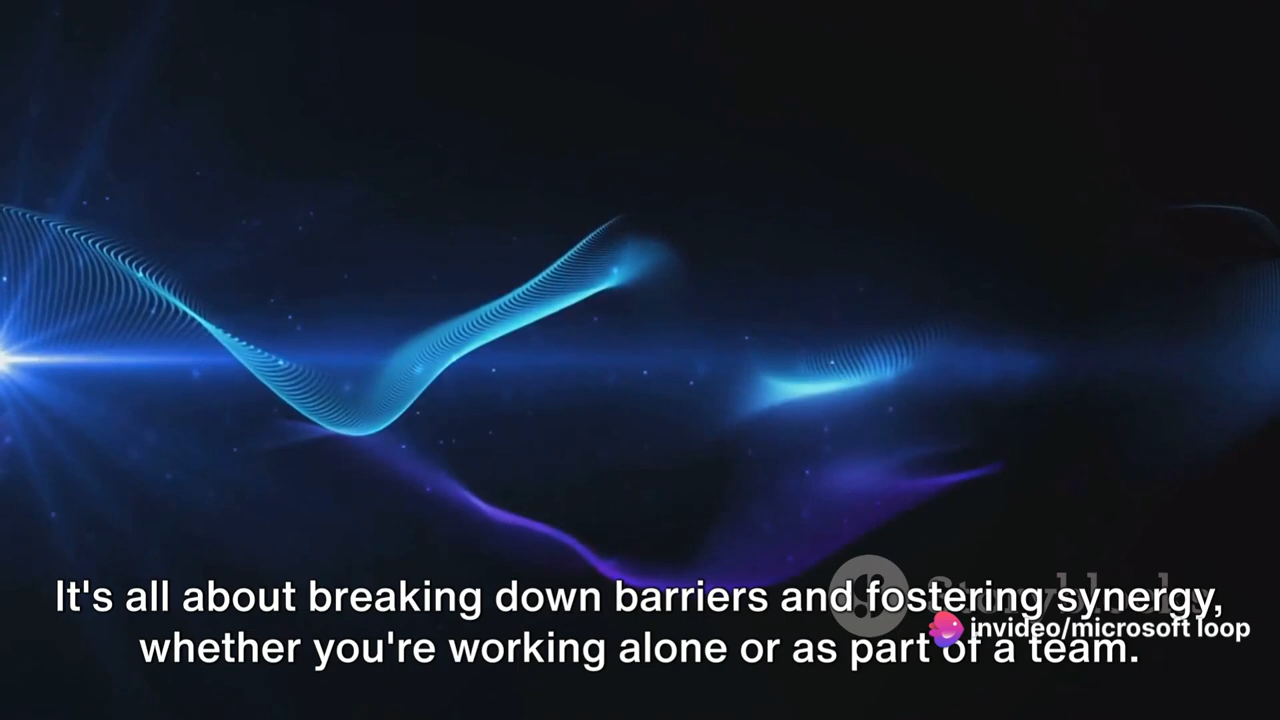 It's all about breaking down barriers and fostering synergy,
whether you're working alone or as part of a team.
Storyblocks
invideo/microsoft loop